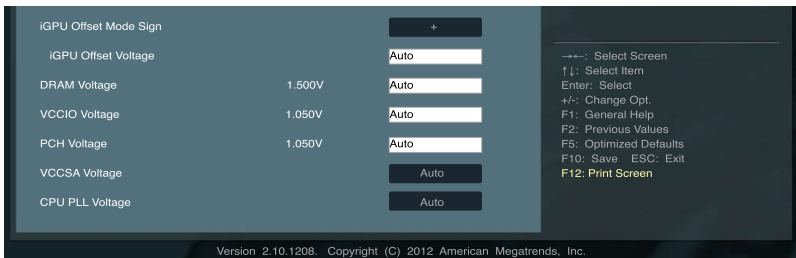 iGPU Offset Mode Sign +
iGPU Offset Voltage Auto
DRAM Voltage 1.500V Auto
VCCIO Voltage 1.050V Auto
PCH Voltage 1.050V Auto
VCCSA Voltage Auto
CPU PLL Voltage Auto
→←: Select Screen
↑↓: Select Item
Enter: Select
+/-: Change Opt.
F1: General Help
F2: Previous Values
F5: Optimized Defaults
F10: Save ESC: Exit
F12: Print Screen
Version 2.10.1208. Copyright (C) 2012 American Megatrends, Inc.